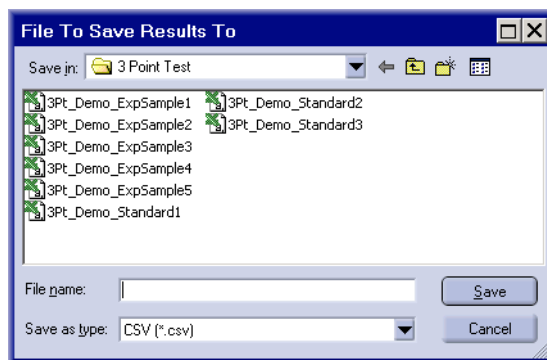 File To Save Results To
Save in: 3 Point Test
3Pt_Demo_ExpSample1
3Pt_Demo_ExpSample2
3Pt_Demo_ExpSample3
3Pt_Demo_ExpSample4
3Pt_Demo_ExpSample5
3Pt_Demo_Standard1
3Pt_Demo_Standard2
3Pt_Demo_Standard3
File name:
Save
Save as type: CSV (*.csv)
Cancel